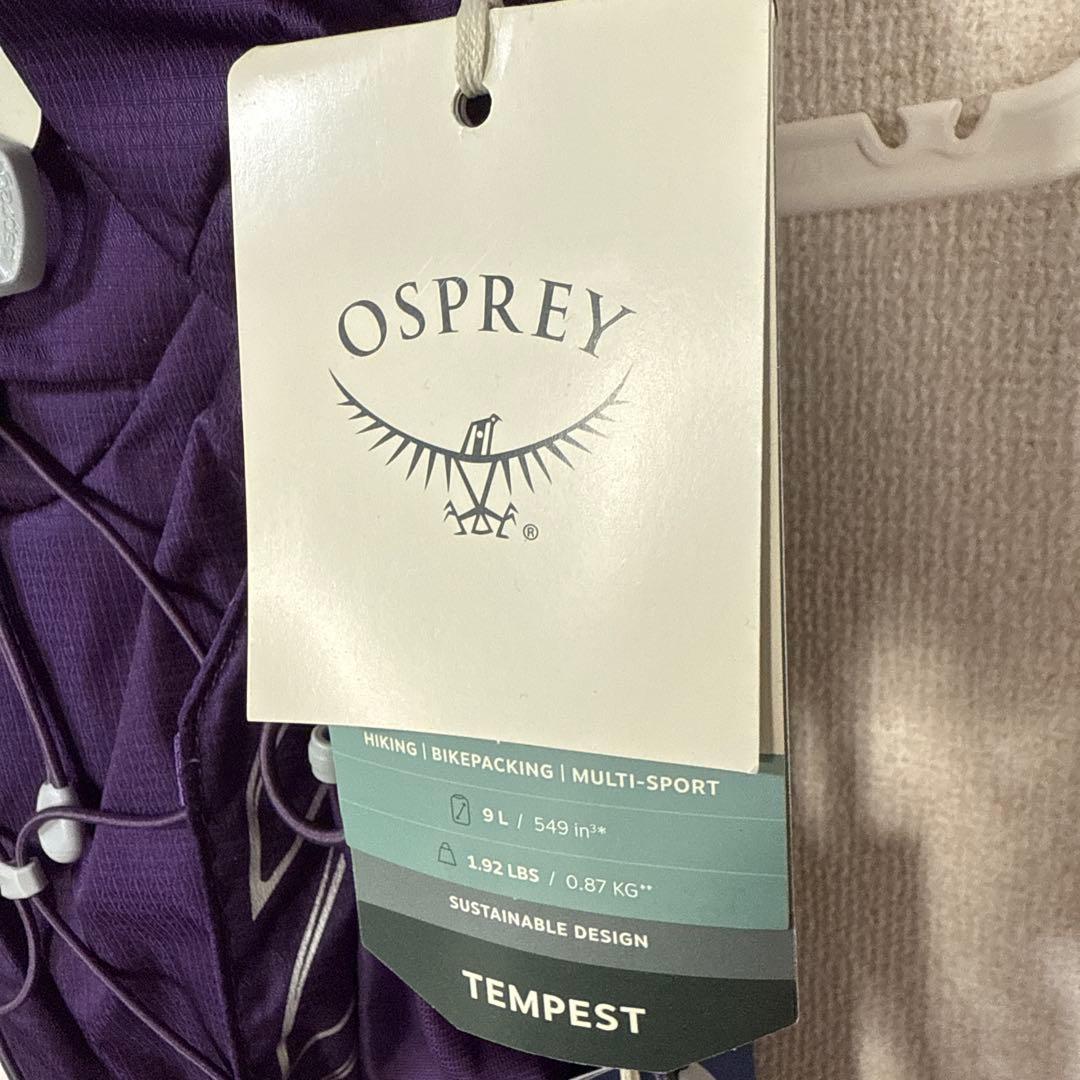 OSPREY
®
HIKING | BIKEPACKING | MULTI-SPORT
9 L / 549 in³*
1.92 LBS / 0.87 KG**
SUSTAINABLE DESIGN
TEMPEST